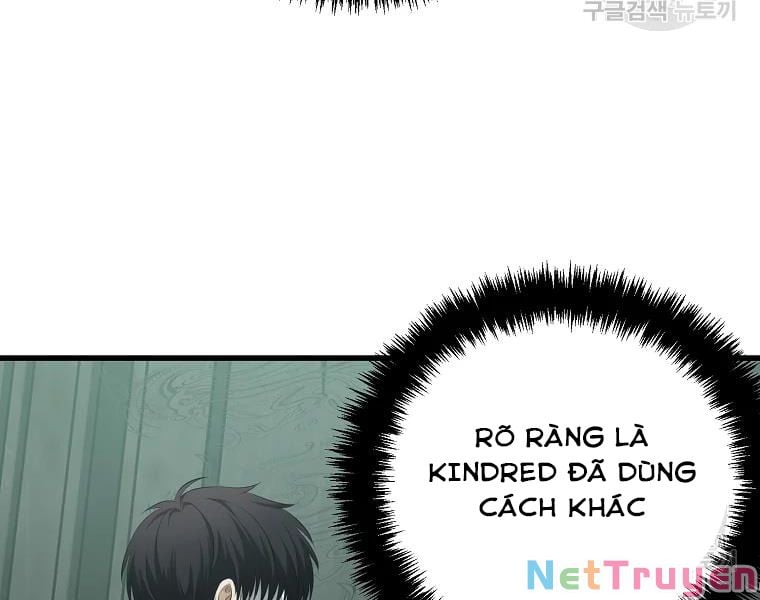 구글검색 뉴토끼
RÕ RÀNG LÀ
KINDRED ĐÃ DÙNG
CÁCH KHÁC
NetTruyen